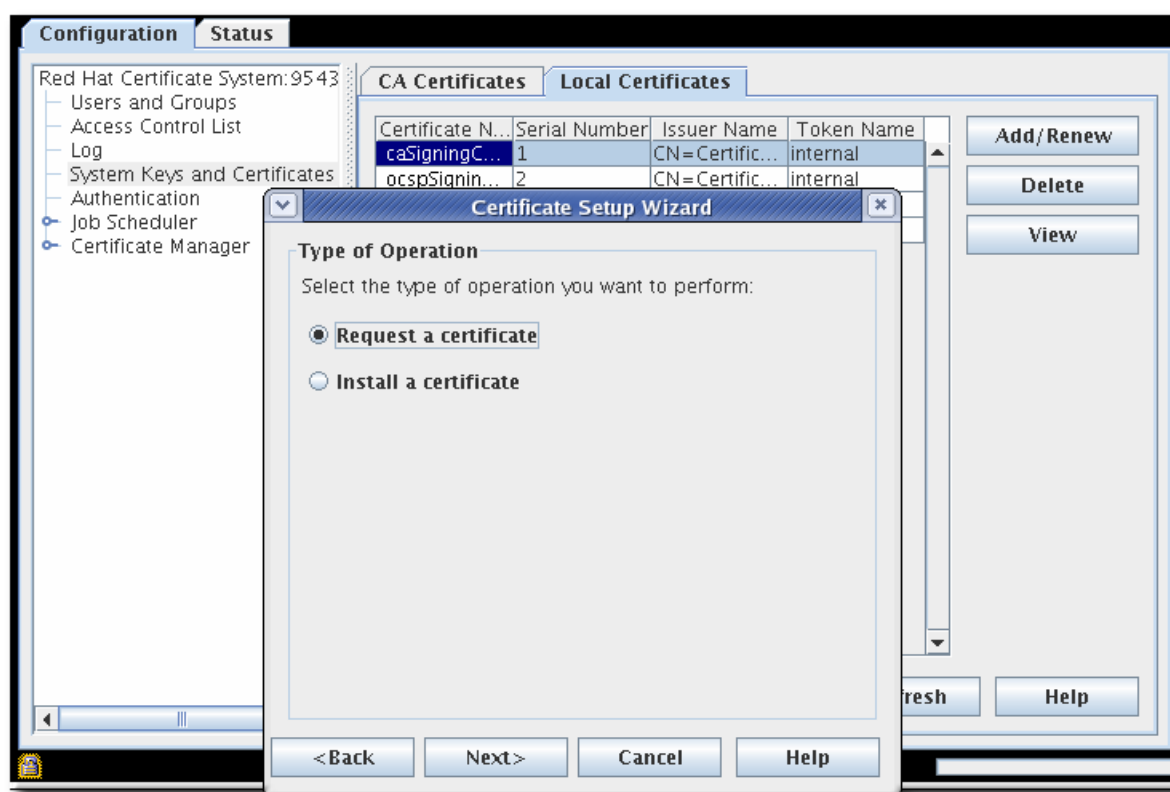 Configuration Status
Red Hat Certificate System:9543
Users and Groups
Access Control List
Log
System Keys and Certificates
Authentication
Job Scheduler
Certificate Manager
CA Certificates Local Certificates
Certificate N... Serial Number Issuer Name Token Name
caSigningC... 1 CN=Certific... internal
ocspSignin... 2 CN=Certific... internal
Add/Renew
Delete
View
Certificate Setup Wizard
Type of Operation
Select the type of operation you want to perform:
Request a certificate
Install a certificate
<Back Next> Cancel Help
fresh Help